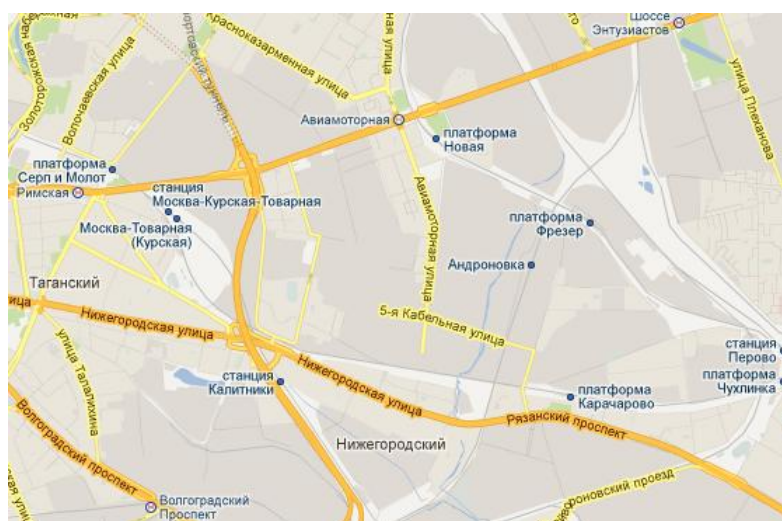 Шоссе
Энтузиастов
Красноказарменная улица
Золоторожская
Волочаевская улица
Авиамоторная
платформа
Новая
улица Плеханова
платформа
Серп и Молот
Римская
станция
Москва-Курская-Товарная
Москва-Товарная
(Курская)
Авиамоторная улица
платформа
Фрезер
Андроновка
Таганский
5-я Кабельная улица
улица
Нижегородская улица
станция
Перово
платформа
Чухлинка
улица Талалихина
станция
Калитники
Нижегородская улица
платформа
Карачарово
Рязанский проспект
Волгоградский проспект
Нижегородский
Волгоградский
Проспект